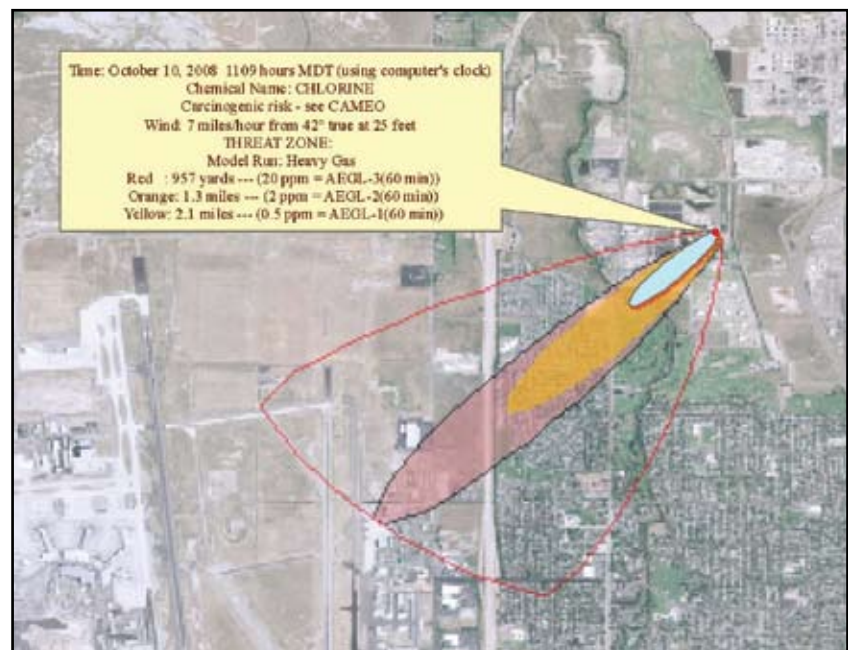 Time: October 10, 2008 1109 hours MDT (using computer's clock)
Chemical Name: CHLORINE
Carcinogenic risk - see CAMEO
Wind: 7 miles/hour from 42° true at 25 feet
THREAT ZONE:
Model Run: Heavy Gas
Red : 957 yards --- (20 ppm = AEGL-3(60 min))
Orange: 1.3 miles --- (2 ppm = AEGL-2(60 min))
Yellow: 2.1 miles --- (0.5 ppm = AEGL-1(60 min))